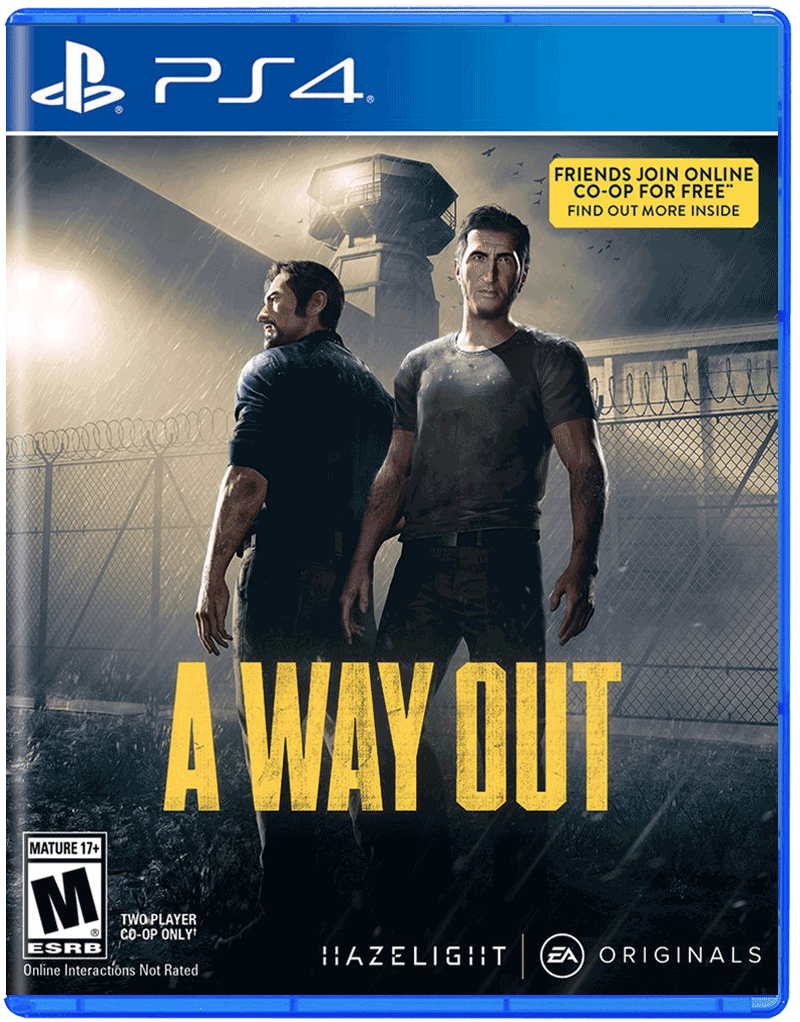 PS4®
FRIENDS JOIN ONLINE
CO-OP FOR FREE**
FIND OUT MORE INSIDE
A WAY OUT
MATURE 17+
M®
ESRB
TWO PLAYER
CO-OP ONLY†
Online Interactions Not Rated
HAZELIGHT
EA ORIGINALS